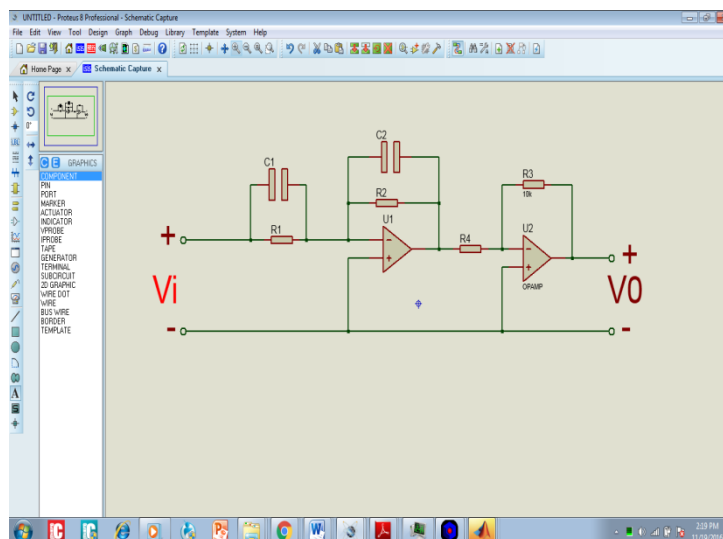 UNTITLED - Proteus 8 Professional - Schematic Capture
File Edit View Tool Design Graph Debug Library Template System Help
Home Page x Schematic Capture x
0°
C E GRAPHICS
COMPONENT
PIN
PORT
MARKER
ACTUATOR
INDICATOR
VPROBE
IPROBE
TAPE
GENERATOR
TERMINAL
SUBCIRCUIT
2D GRAPHIC
WIRE DOT
WIRE
BUS WIRE
BORDER
TEMPLATE
C1
C2
R1
R2
U1
R4
R3
10k
U2
OPAMP
+
Vi
-
+
V0
-
2:09 PM